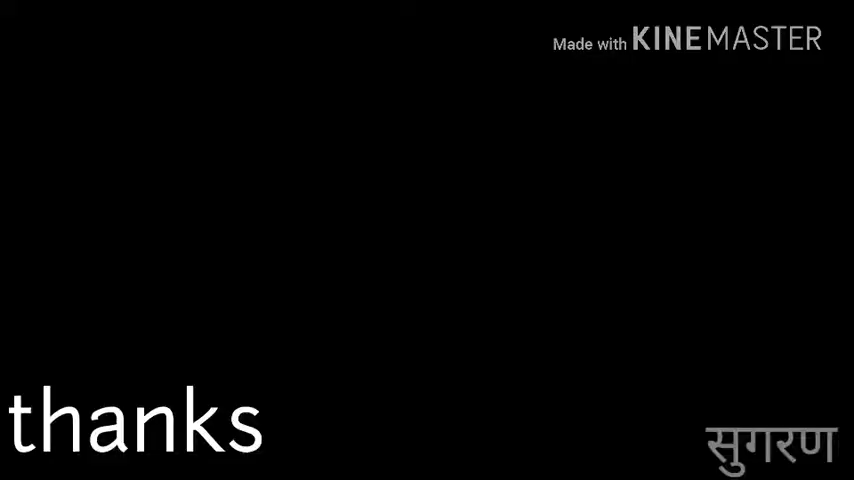 Made with KINEMASTER
thanks
सुगरण